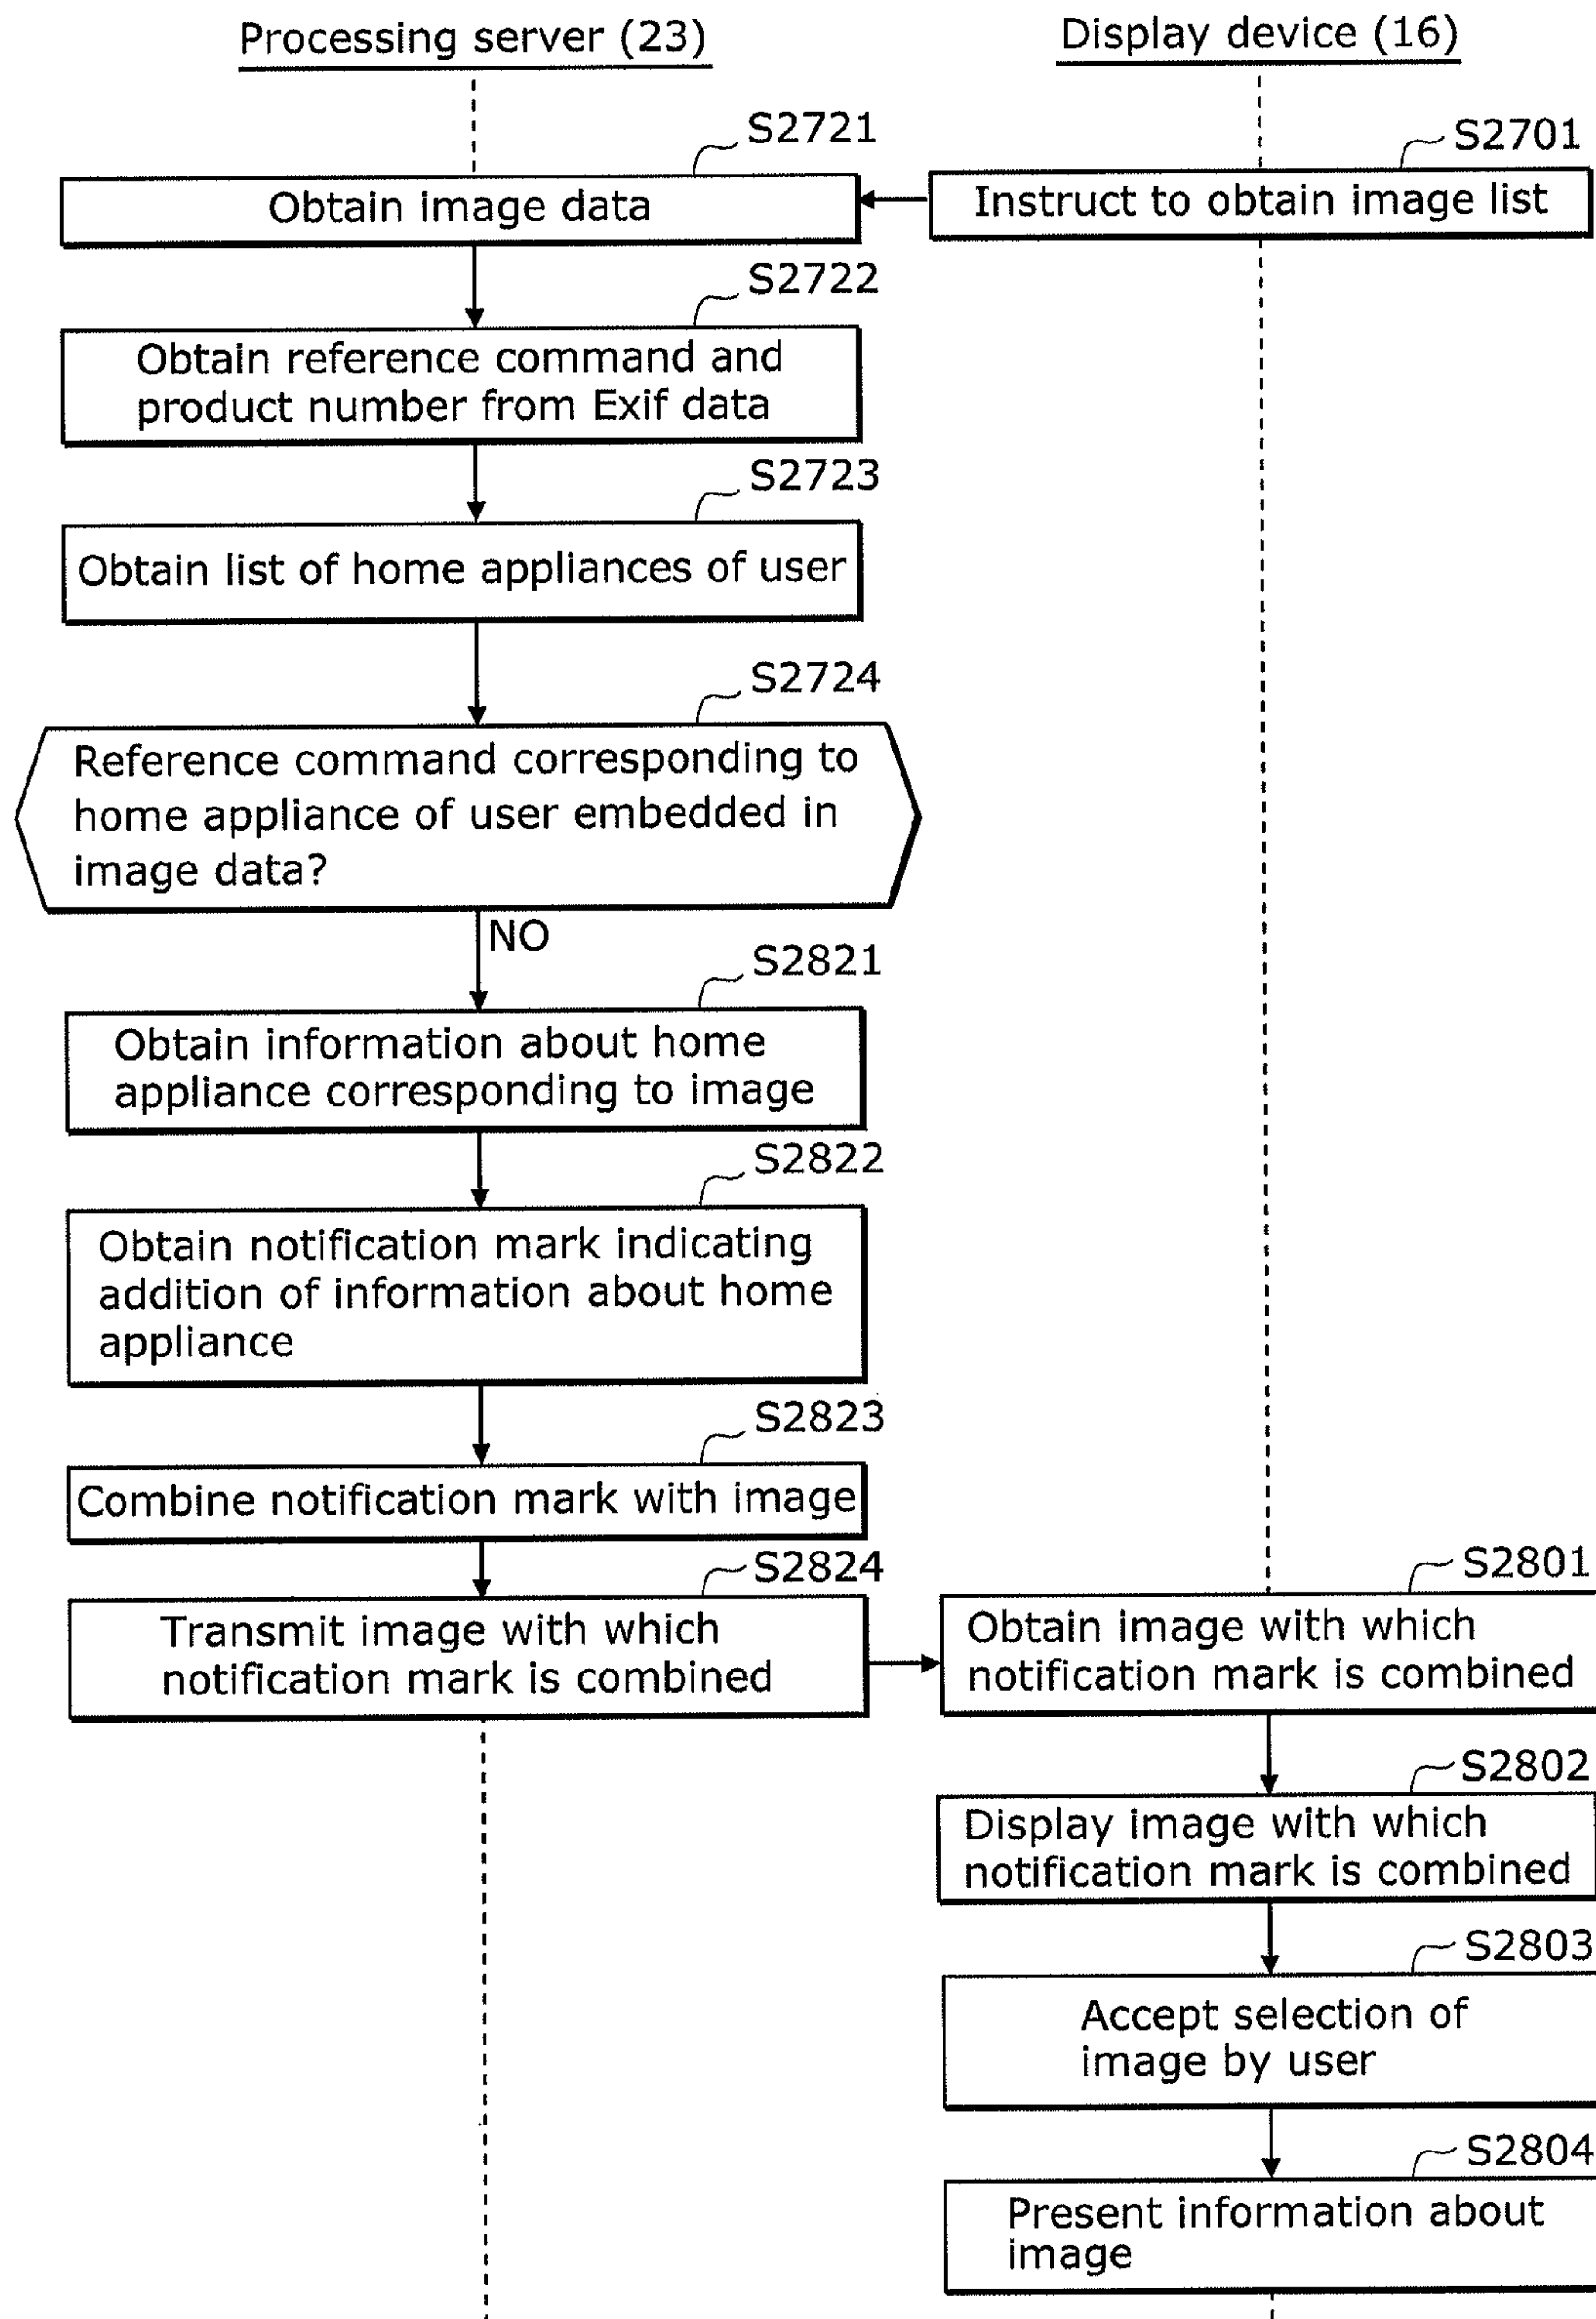 Processing server (23)
Display device (16)
S2721
S2701
Obtain image data
Instruct to obtain image list
S2722
Obtain reference command and
product number from Exif data
S2723
Obtain list of home appliances of user
S2724
Reference command corresponding to
home appliance of user embedded in
image data?
NO
S2821
Obtain information about home
appliance corresponding to image
S2822
Obtain notification mark indicating
addition of information about home
appliance
S2823
Combine notification mark with image
S2824
Transmit image with which
notification mark is combined
S2801
Obtain image with which
notification mark is combined
S2802
Display image with which
notification mark is combined
S2803
Accept selection of
image by user
S2804
Present information about
image